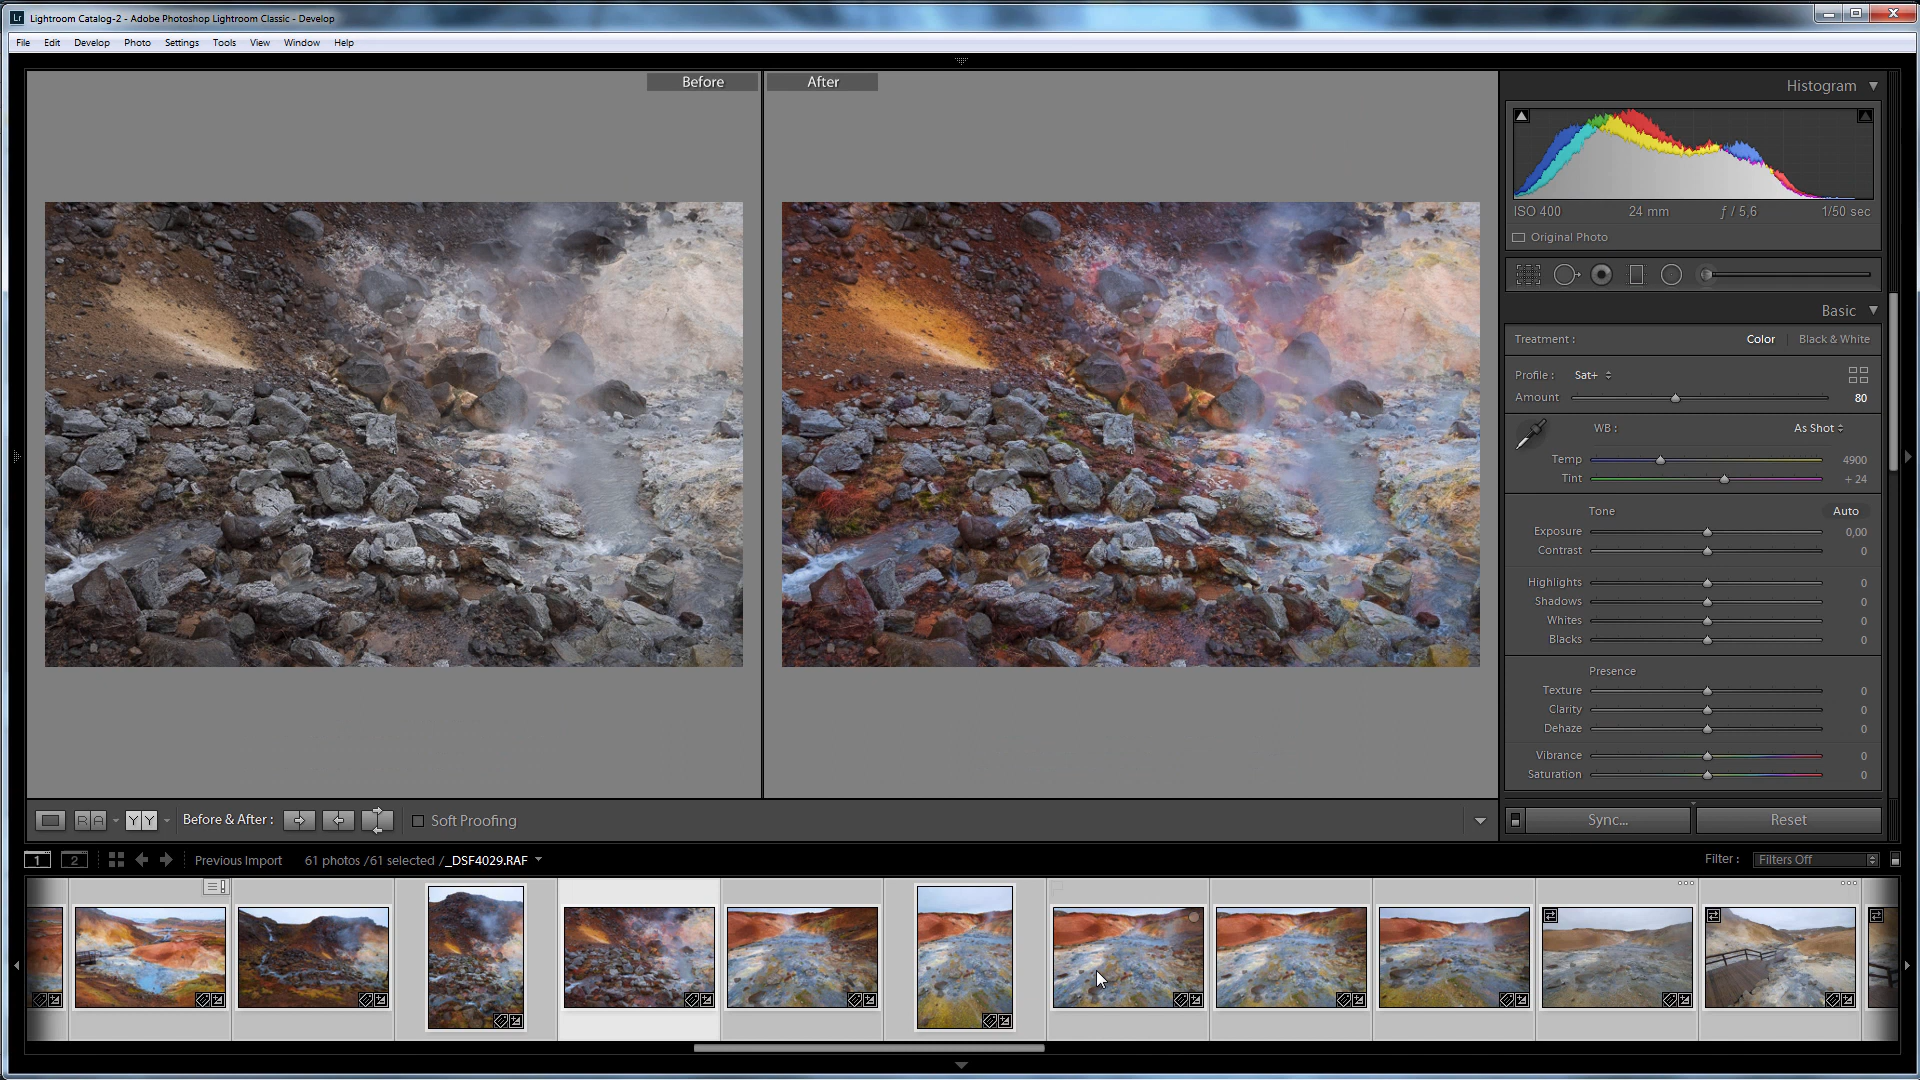 Lr Lightroom Catalog-2 - Adobe Photoshop Lightroom Classic - Develop
File Edit Develop Photo Settings Tools View Window Help
Before After
Histogram
ISO 400 24 mm ƒ / 5,6 1/50 sec
Original Photo
Basic
Treatment : Color Black & White
Profile : Sat+
Amount 80
WB : As Shot
Temp 4900
Tint + 24
Tone Auto
Exposure 0,00
Contrast 0
Highlights 0
Shadows 0
Whites 0
Blacks 0
Presence
Texture 0
Clarity 0
Dehaze 0
Vibrance 0
Saturation 0
R A Y Y Before & After : Soft Proofing
Sync... Reset
1 2 Previous Import 61 photos /61 selected /_DSF4029.RAF Filter : Filters Off